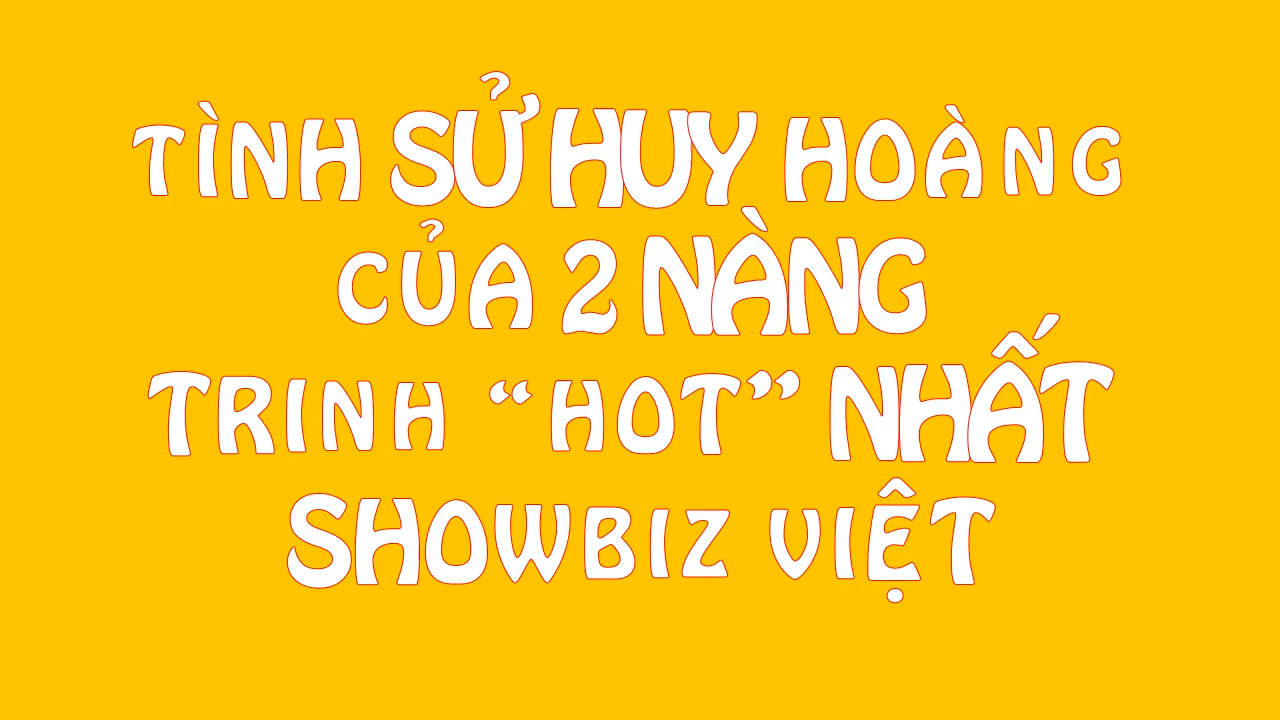 TÌNH SỬ HUY HOÀNG
CỦA 2 NÀNG
TRINH “HOT” NHẤT
SHOWBIZ VIỆT